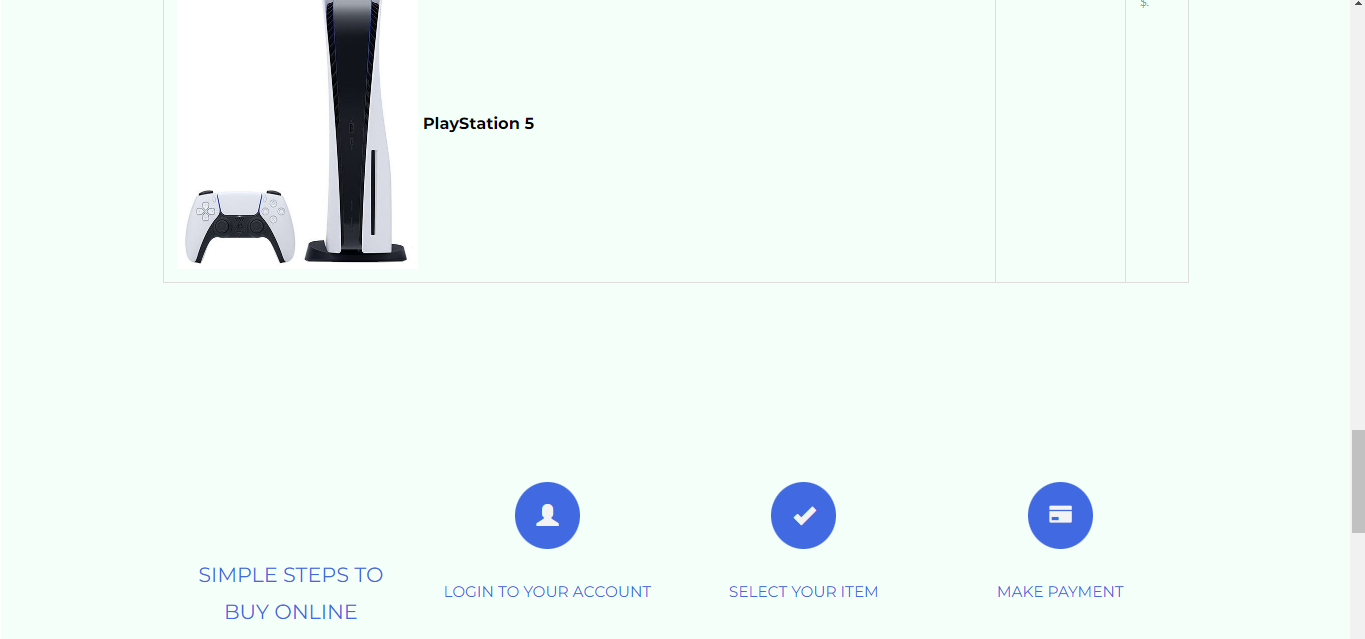 $.
PlayStation 5
SIMPLE STEPS TO
BUY ONLINE
LOGIN TO YOUR ACCOUNT
SELECT YOUR ITEM
MAKE PAYMENT